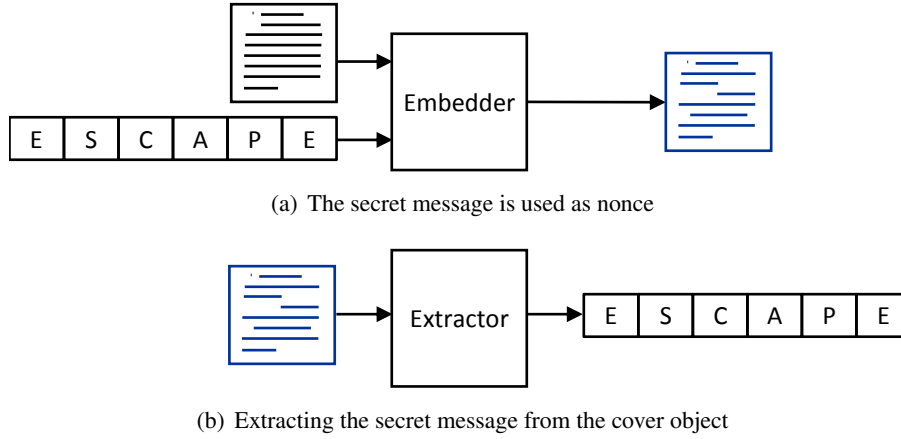 Embedder
E S C A P E
(a) The secret message is used as nonce
Extractor
E S C A P E
(b) Extracting the secret message from the cover object